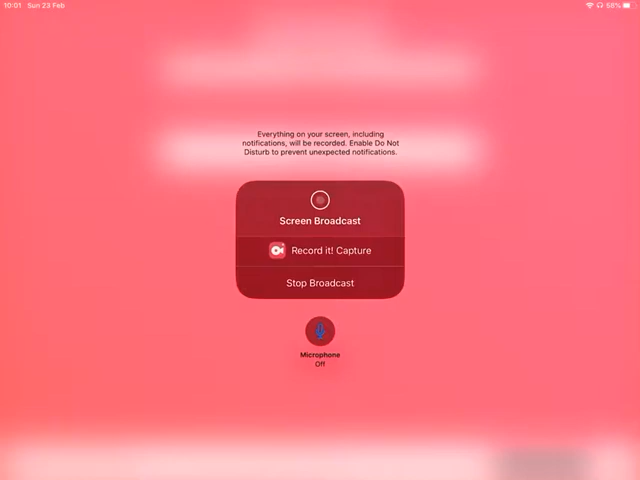 10:01 Sun 23 Feb 56%
Everything on your screen, including
notifications, will be recorded. Enable Do Not
Disturb to prevent unexpected notifications.
Screen Broadcast
Record it! Capture
Stop Broadcast
Microphone
Off